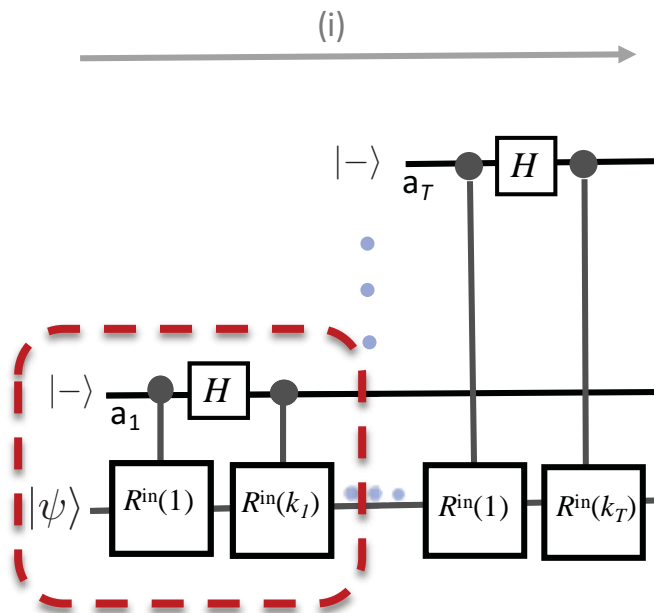 (i)
|−⟩ a_T H
|−⟩ a_1 H
|ψ⟩ R^in(1) R^in(k_1) R^in(1) R^in(k_T)